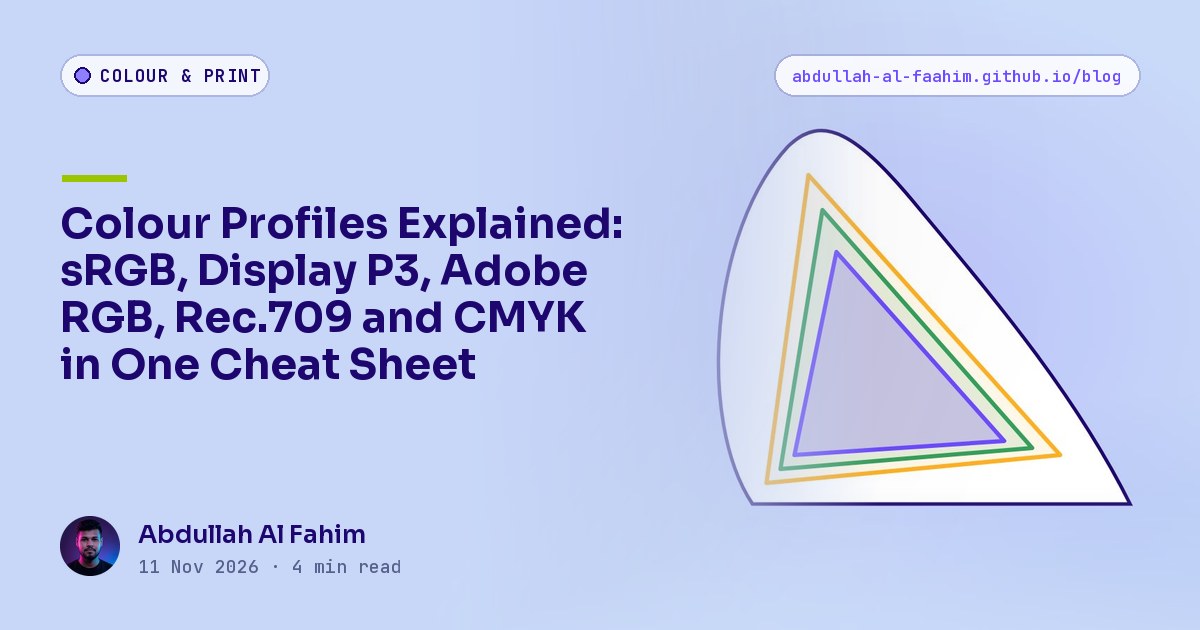 COLOUR & PRINT
abdullah-al-faahim.github.io/blog
Colour Profiles Explained:
sRGB, Display P3, Adobe
RGB, Rec.709 and CMYK
in One Cheat Sheet
Abdullah Al Fahim
11 Nov 2026 · 4 min read